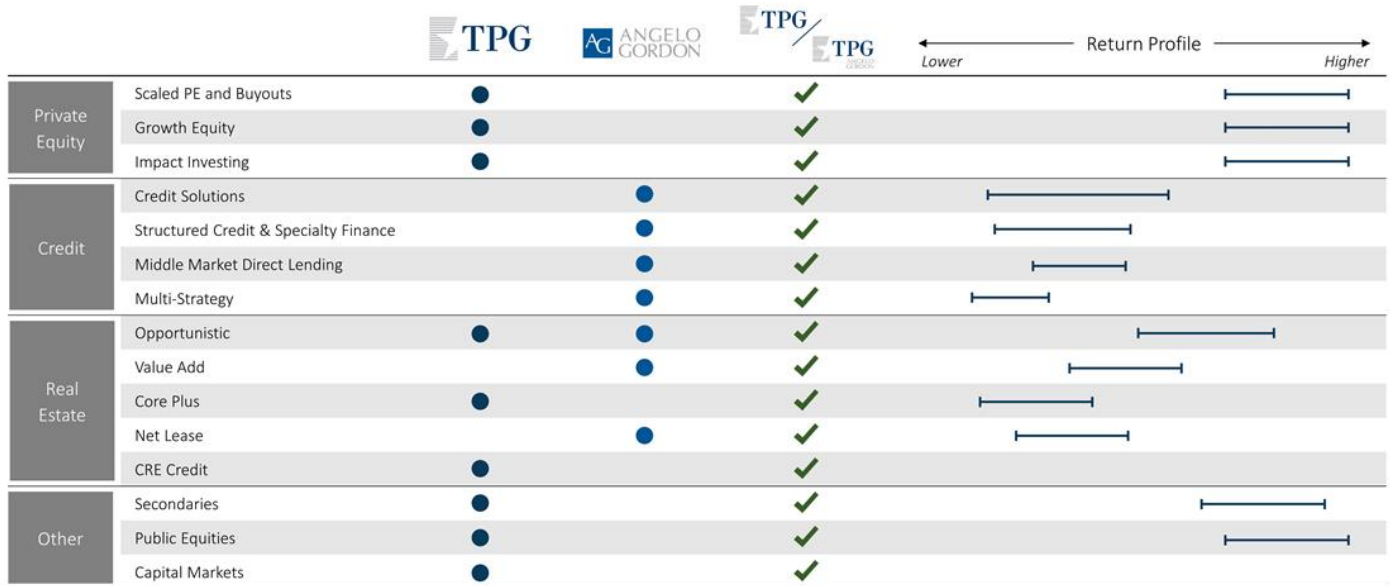 TPG
AG ANGELO
GORDON
TPG
TPG
ANGELO
GORDON
Return Profile
Lower
Higher
Private
Equity
Scaled PE and Buyouts
Growth Equity
Impact Investing
Credit
Credit Solutions
Structured Credit & Specialty Finance
Middle Market Direct Lending
Multi-Strategy
Real
Estate
Opportunistic
Value Add
Core Plus
Net Lease
CRE Credit
Other
Secondaries
Public Equities
Capital Markets